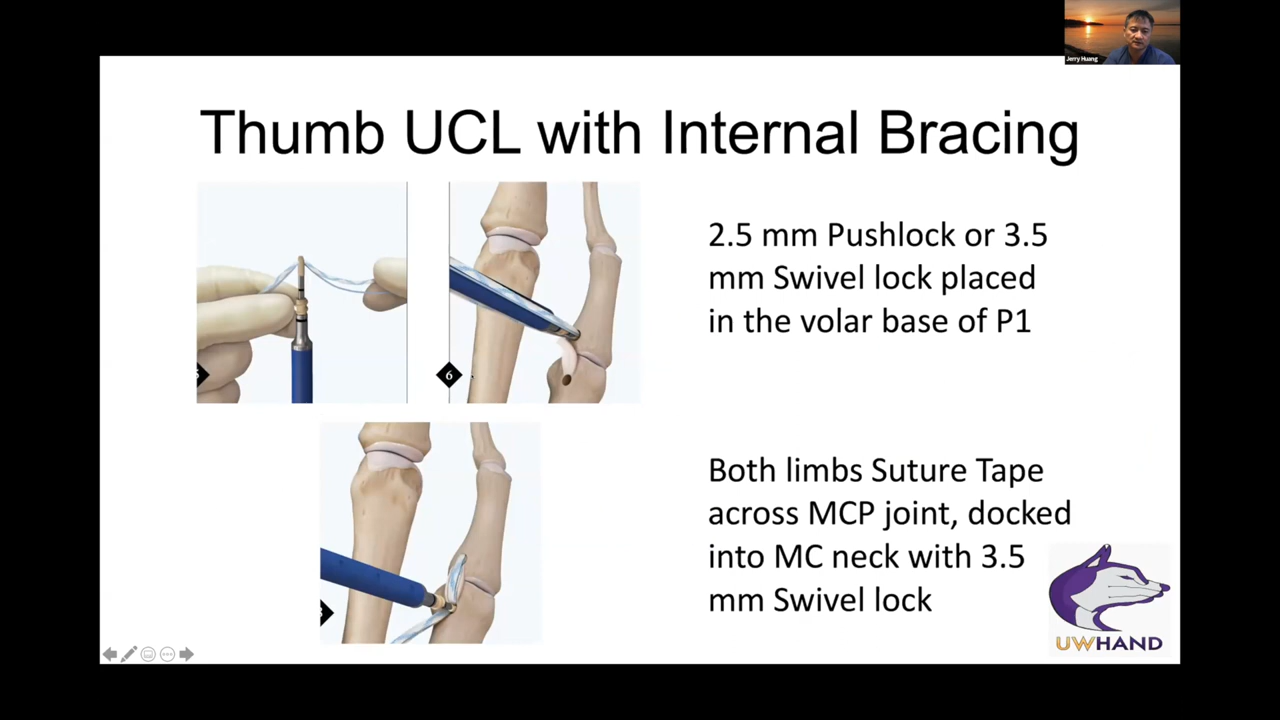 Jerry Huang
Thumb UCL with Internal Bracing
2.5 mm Pushlock or 3.5
mm Swivel lock placed
in the volar base of P1
6
Both limbs Suture Tape
across MCP joint, docked
into MC neck with 3.5
mm Swivel lock
UWHAND